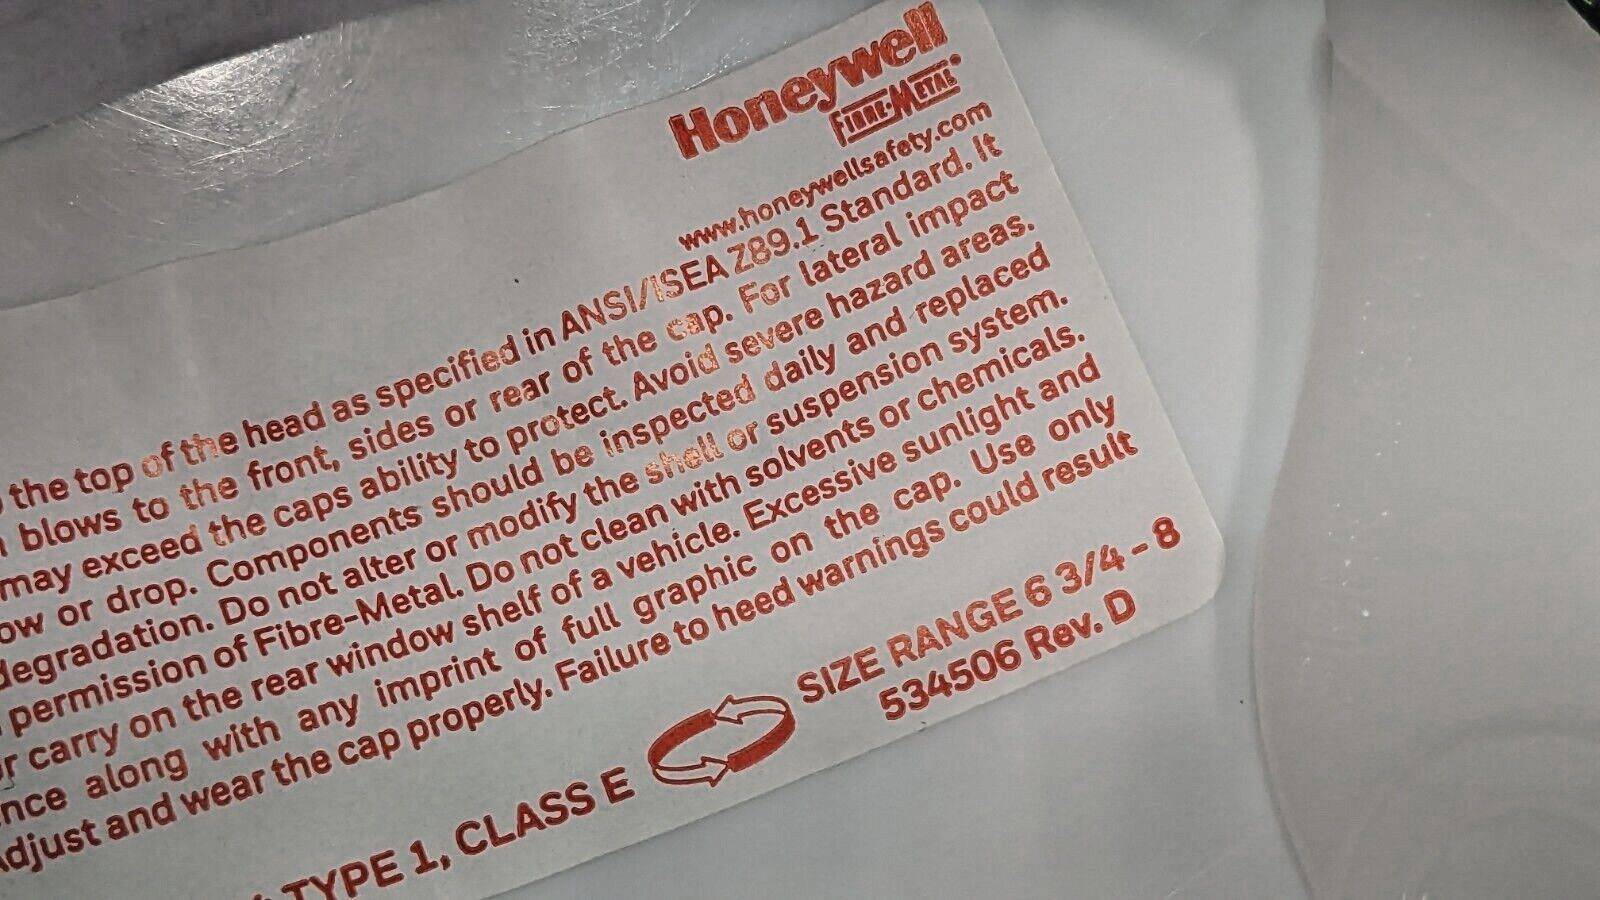 Honeywell
FIBRE-METAL®
www.honeywellsafety.com
the top of the head as specified in ANSI/ISEA Z89.1 Standard. It
blows to the front, sides or rear of the cap. For lateral impact
may exceed the caps ability to protect. Avoid severe hazard areas.
ow or drop. Components should be inspected daily and replaced
degradation. Do not alter or modify the shell or suspension system.
permission of Fibre-Metal. Do not clean with solvents or chemicals.
r carry on the rear window shelf of a vehicle. Excessive sunlight and
nce along with any imprint of full graphic on the cap. Use only
djust and wear the cap properly. Failure to heed warnings could result
TYPE 1, CLASS E
SIZE RANGE 6 3/4 - 8
534506 Rev. D